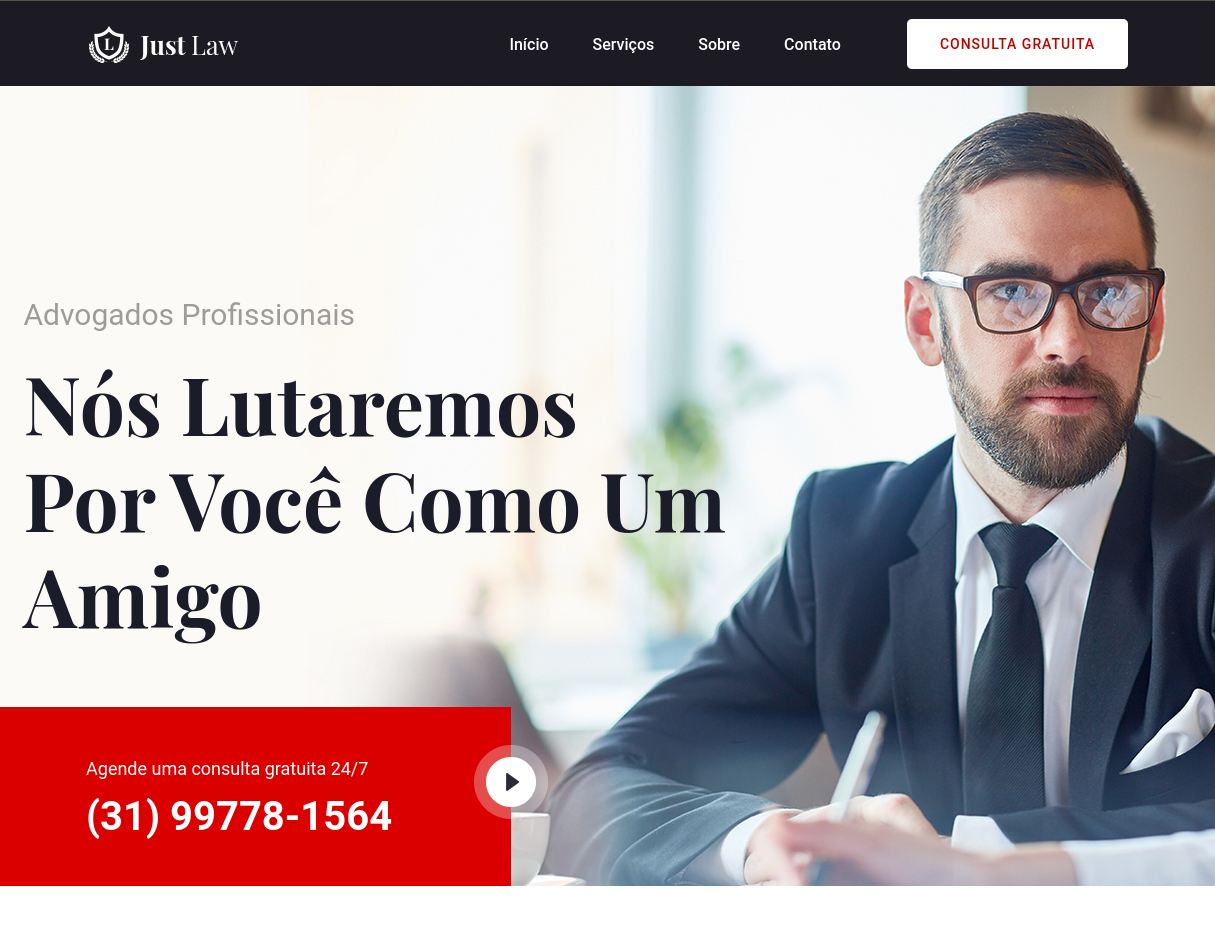 L
Just Law
Início
Serviços
Sobre
Contato
CONSULTA GRATUITA
Advogados Profissionais
Nós Lutaremos
Por Você Como Um
Amigo
Agende uma consulta gratuita 24/7
(31) 99778-1564